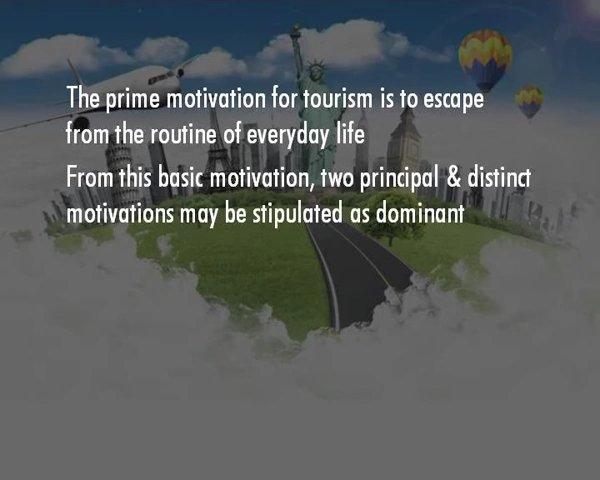 The prime motivation for tourism is to escape
from the routine of everyday life
From this basic motivation, two principal & distinct
motivations may be stipulated as dominant